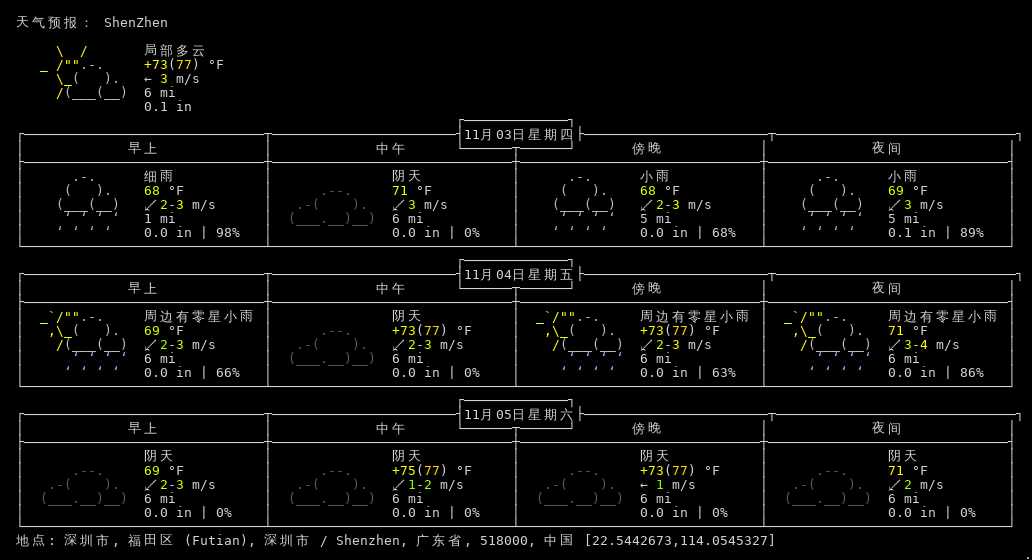 天气预报： ShenZhen
局部多云
+73(77) °F
← 3 m/s
6 mi
0.1 in
11月03日星期四
早上 中午 傍晚 夜间
细雨 阴天 小雨 小雨
68 °F 71 °F 68 °F 69 °F
↙2-3 m/s ↙3 m/s ↙2-3 m/s ↙3 m/s
1 mi 6 mi 5 mi 5 mi
0.0 in | 98% 0.0 in | 0% 0.0 in | 68% 0.1 in | 89%
11月04日星期五
早上 中午 傍晚 夜间
周边有零星小雨 阴天 周边有零星小雨 周边有零星小雨
69 °F +73(77) °F +73(77) °F 71 °F
↙2-3 m/s ↙2-3 m/s ↙2-3 m/s ↙3-4 m/s
6 mi 6 mi 6 mi 6 mi
0.0 in | 66% 0.0 in | 0% 0.0 in | 63% 0.0 in | 86%
11月05日星期六
早上 中午 傍晚 夜间
阴天 阴天 阴天 阴天
69 °F +75(77) °F +73(77) °F 71 °F
↙2-3 m/s ↙1-2 m/s ← 1 m/s ↙2 m/s
6 mi 6 mi 6 mi 6 mi
0.0 in | 0% 0.0 in | 0% 0.0 in | 0% 0.0 in | 0%
地点: 深圳市, 福田区 (Futian), 深圳市 / Shenzhen, 广东省, 518000, 中国 [22.5442673,114.0545327]